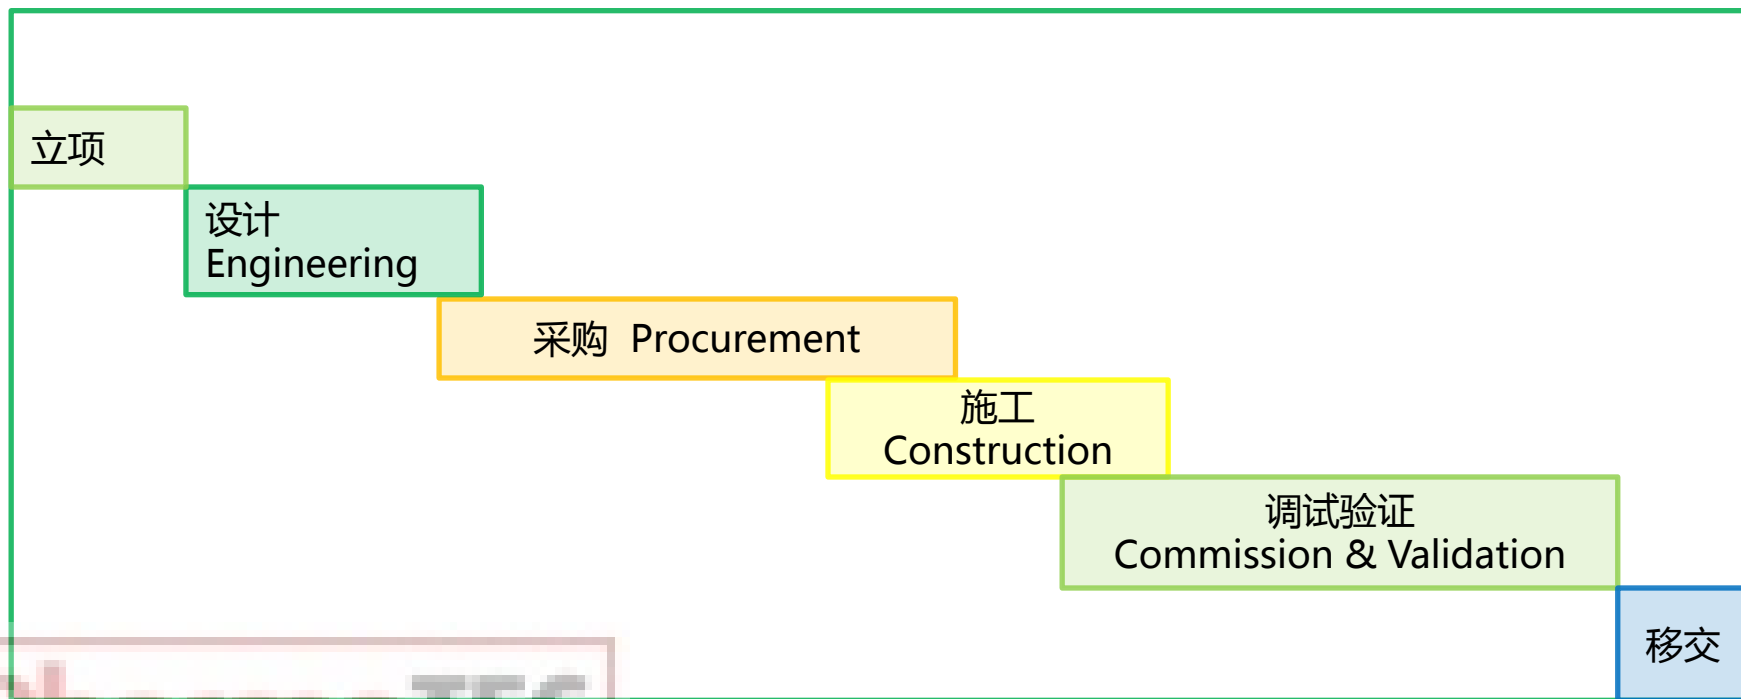 立项
设计
Engineering
采购 Procurement
施工
Construction
调试验证
Commission & Validation
移交